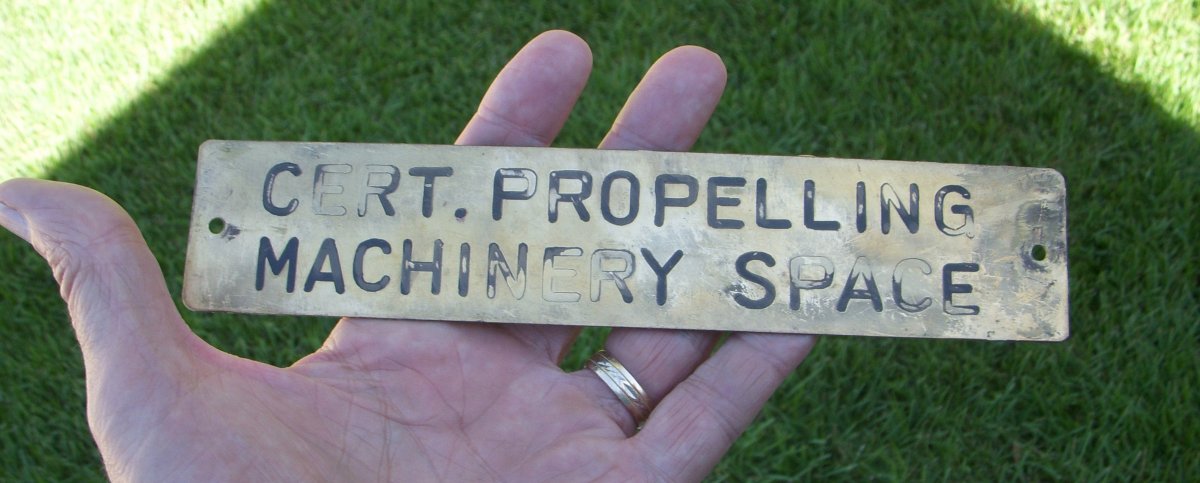 CERT. PROPELLING
MACHINERY SPACE